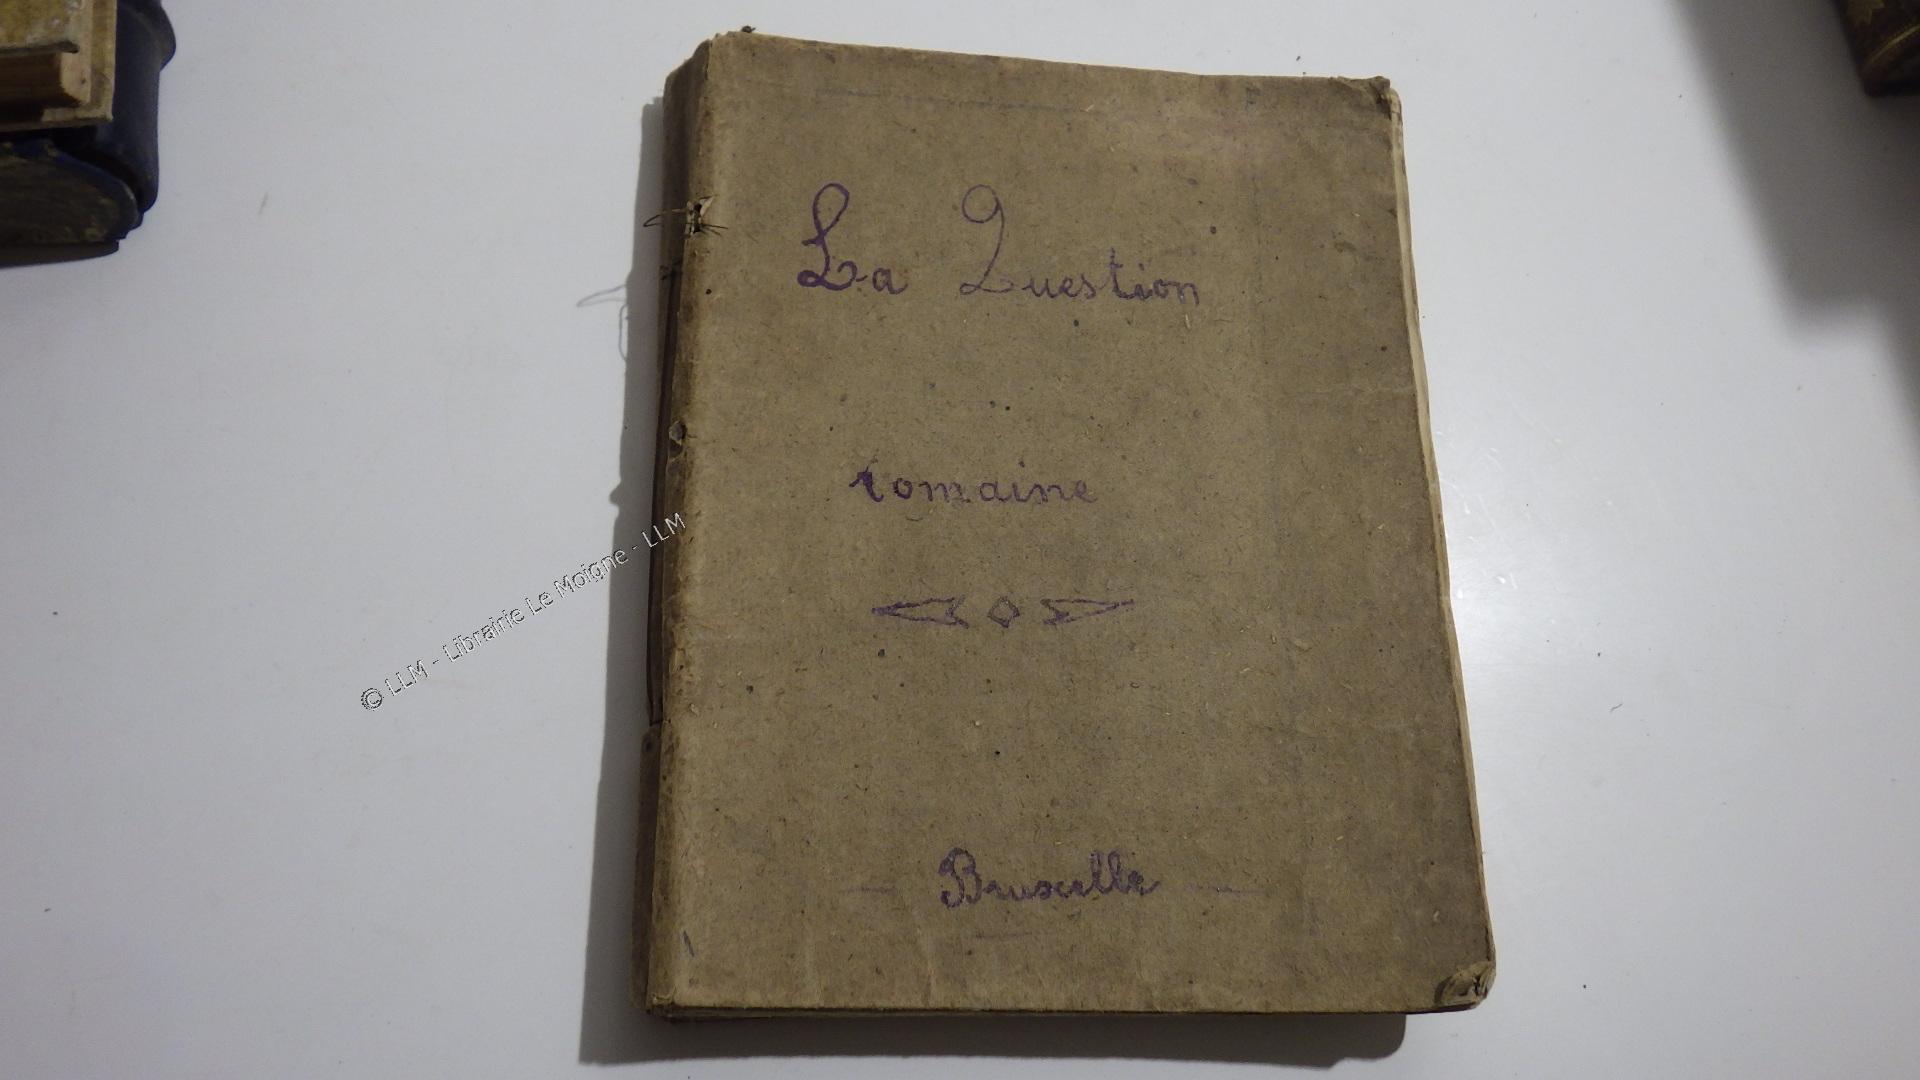 La Question
romaine
Bruxelle
© LLM - Librairie Le Moigne - LLM